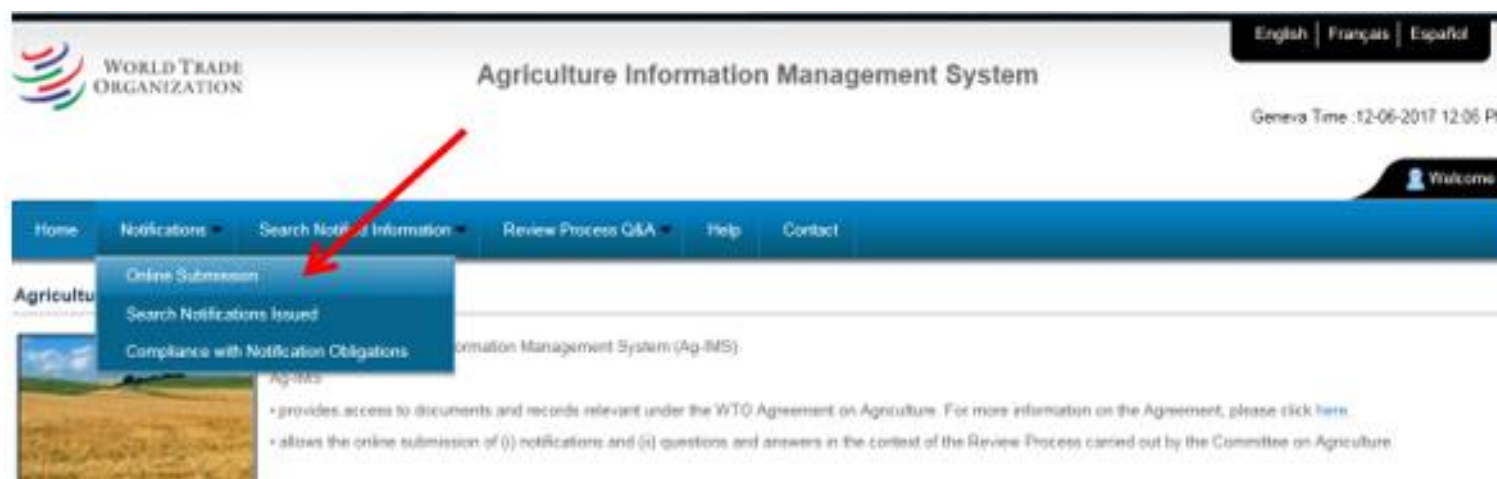 English | Français | Español
WORLD TRADE
ORGANIZATION
Agriculture Information Management System
Geneva Time :12-06-2017 12:06
Welcome
Home Notifications Search Notified Information Review Process Q&A Help Contact
Online Submission
Agricultu
Search Notifications Issued
Compliance with Notification Obligations
ormation Management System (Ag-IMS).
Ag-IMS
• provides access to documents and records relevant under the WTO Agreement on Agriculture. For more information on the Agreement, please click here.
• allows the online submission of (i) notifications and (ii) questions and answers in the context of the Review Process carried out by the Committee on Agriculture.